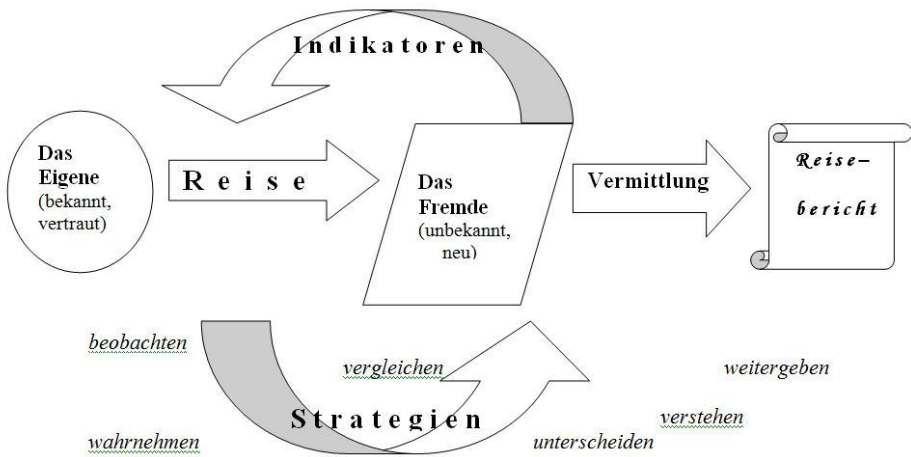 Indikatoren
Das
Eigene
(bekannt,
vertraut)
Reise
Das
Fremde
(unbekannt,
neu)
Vermittlung
Reise–
bericht
beobachten
vergleichen
weitergeben
Strategien
verstehen
wahrnehmen
unterscheiden